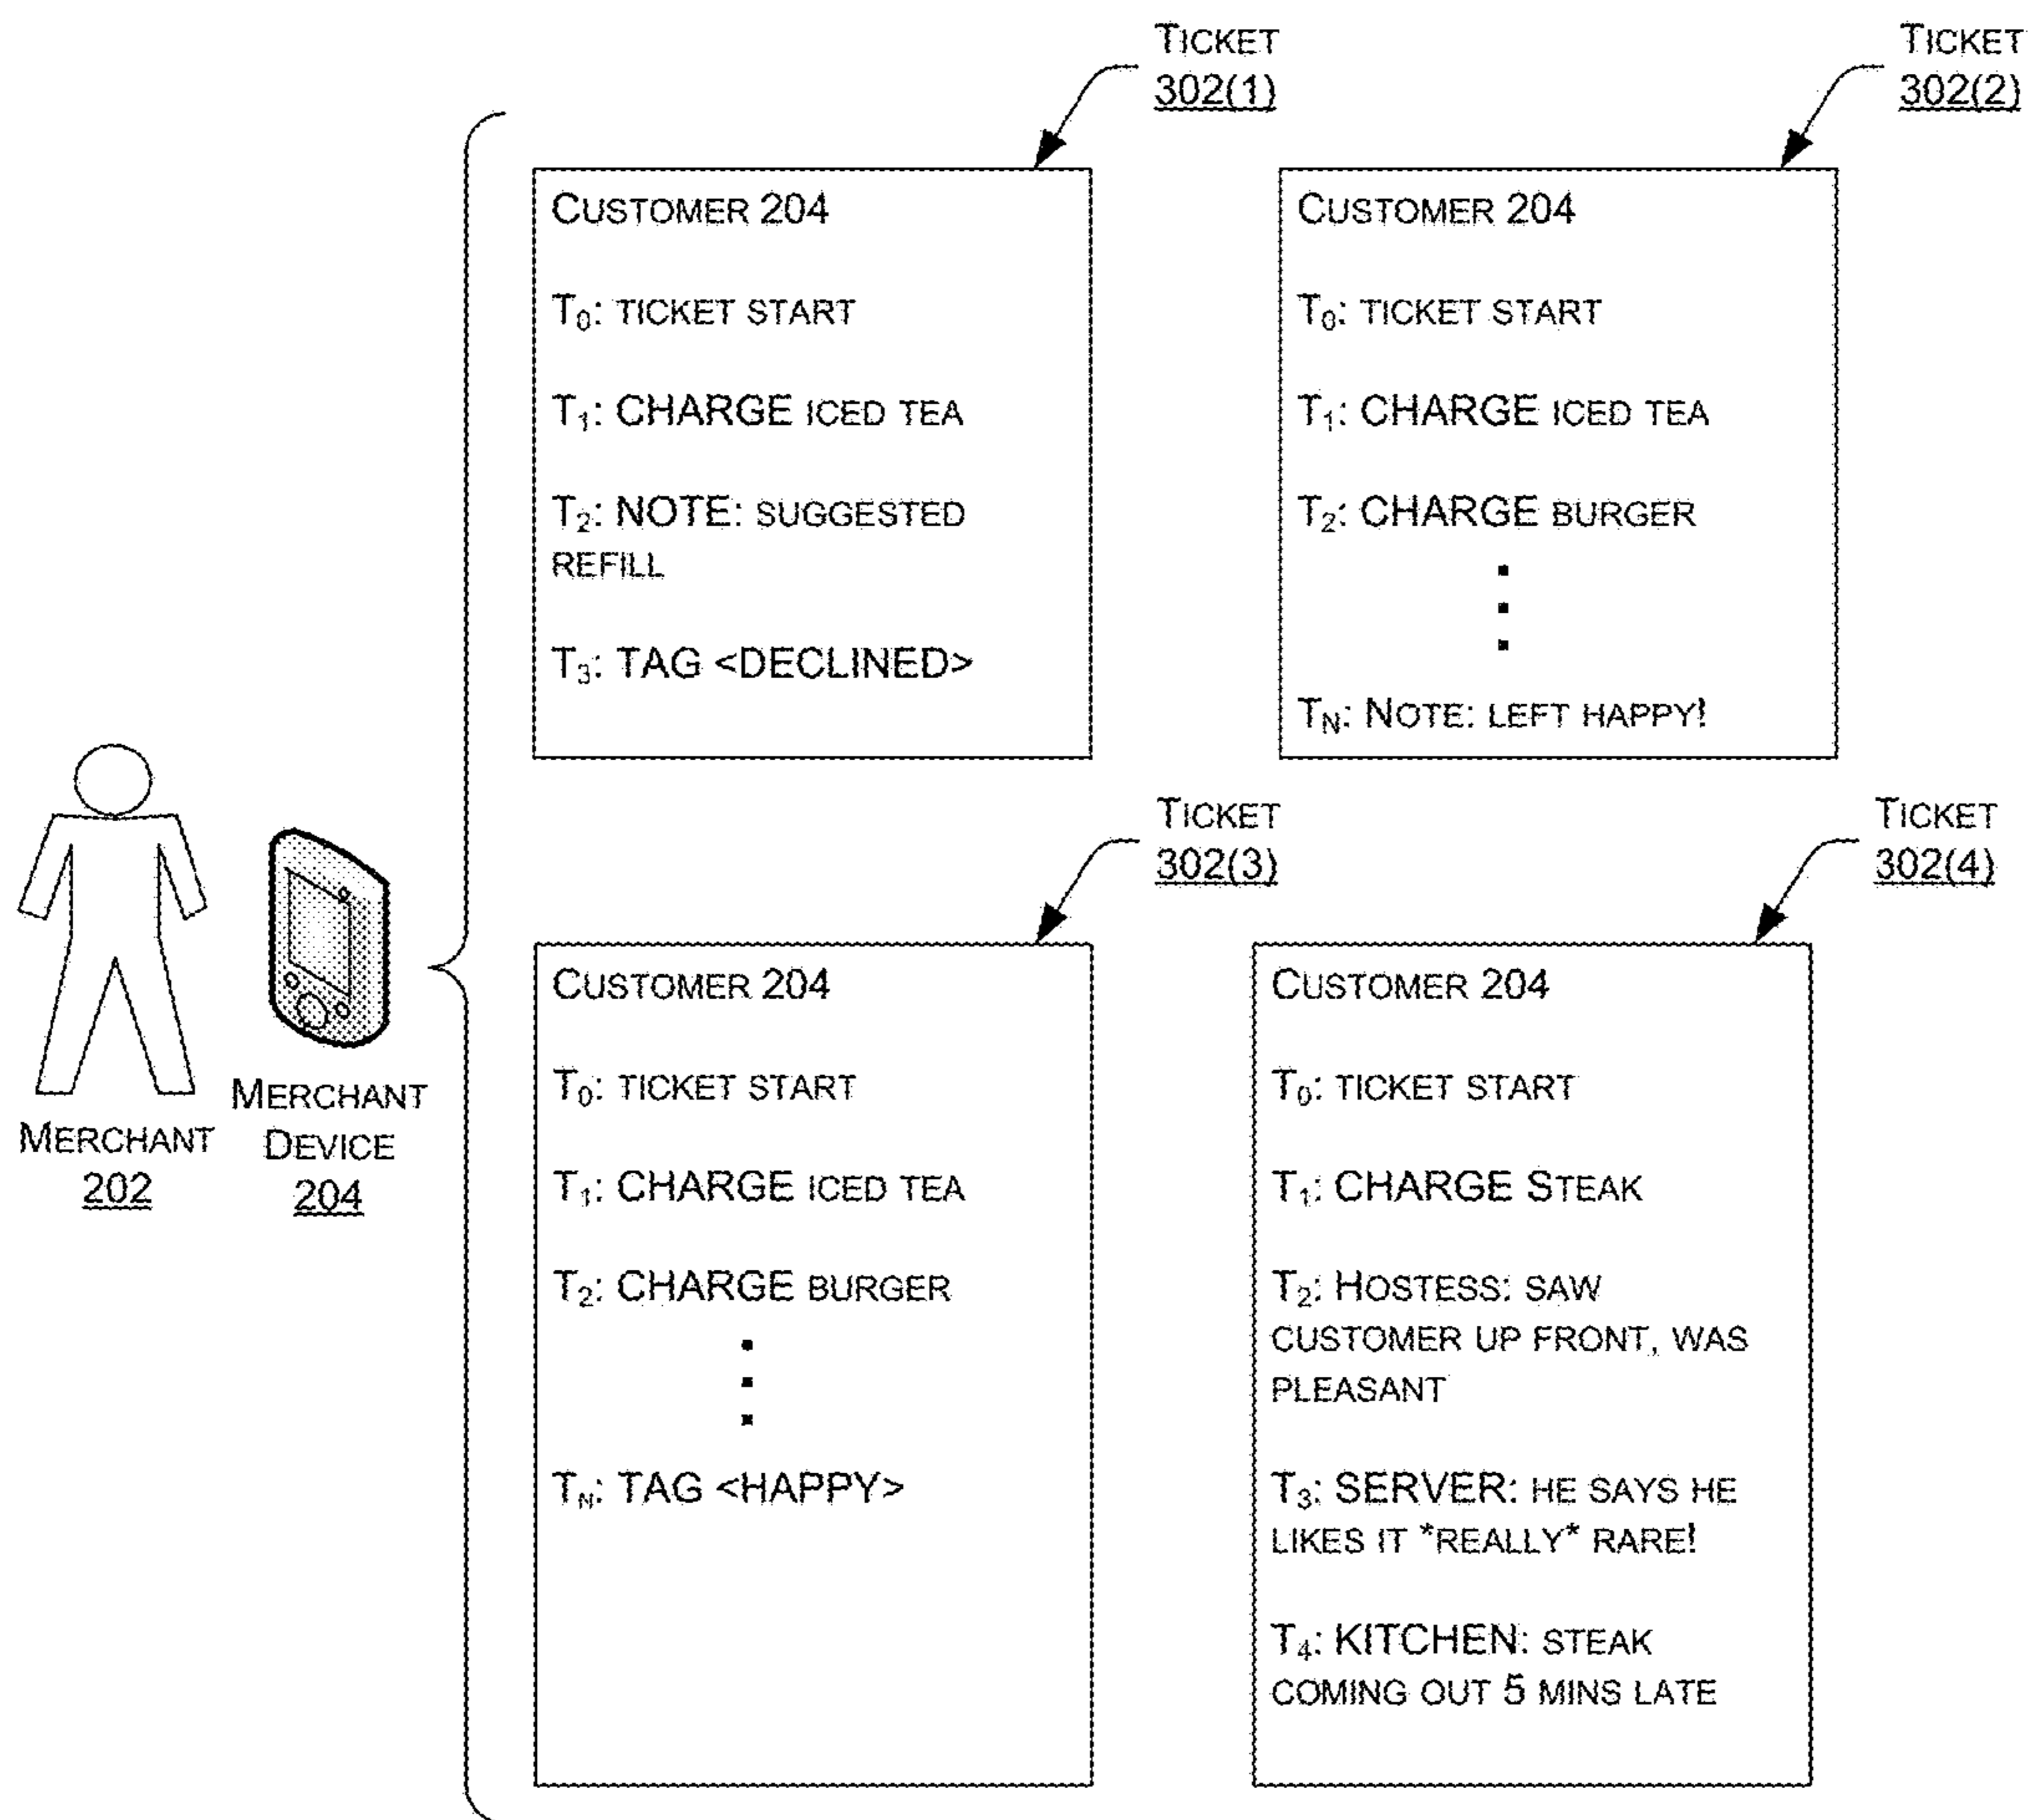 TICKET
302(1)
TICKET
302(2)
CUSTOMER 204
T0: TICKET START
T1: CHARGE ICED TEA
T2: NOTE: SUGGESTED
REFILL
T3: TAG <DECLINED>
CUSTOMER 204
T0: TICKET START
T1: CHARGE ICED TEA
T2: CHARGE BURGER
TN: NOTE: LEFT HAPPY!
MERCHANT
202
MERCHANT
DEVICE
204
TICKET
302(3)
TICKET
302(4)
CUSTOMER 204
T0: TICKET START
T1: CHARGE ICED TEA
T2: CHARGE BURGER
TN: TAG <HAPPY>
CUSTOMER 204
T0: TICKET START
T1: CHARGE STEAK
T2: HOSTESS: SAW
CUSTOMER UP FRONT, WAS
PLEASANT
T3: SERVER: HE SAYS HE
LIKES IT *REALLY* RARE!
T4: KITCHEN: STEAK
COMING OUT 5 MINS LATE